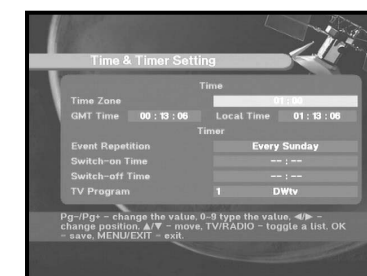 Time & Timer Setting
Time
Time Zone 01 : 00
GMT Time 00 : 13 : 06 Local Time 01 : 13 : 06
Timer
Event Repetition Every Sunday
Switch-on Time -- : --
Switch-off Time -- : --
TV Program 1 DWtv
Pg-/Pg+ - change the value, 0-9 type the value, ◀/▶ -
change position, ▲/▼ - move, TV/RADIO - toggle a list, OK
- save, MENU/EXIT - exit.